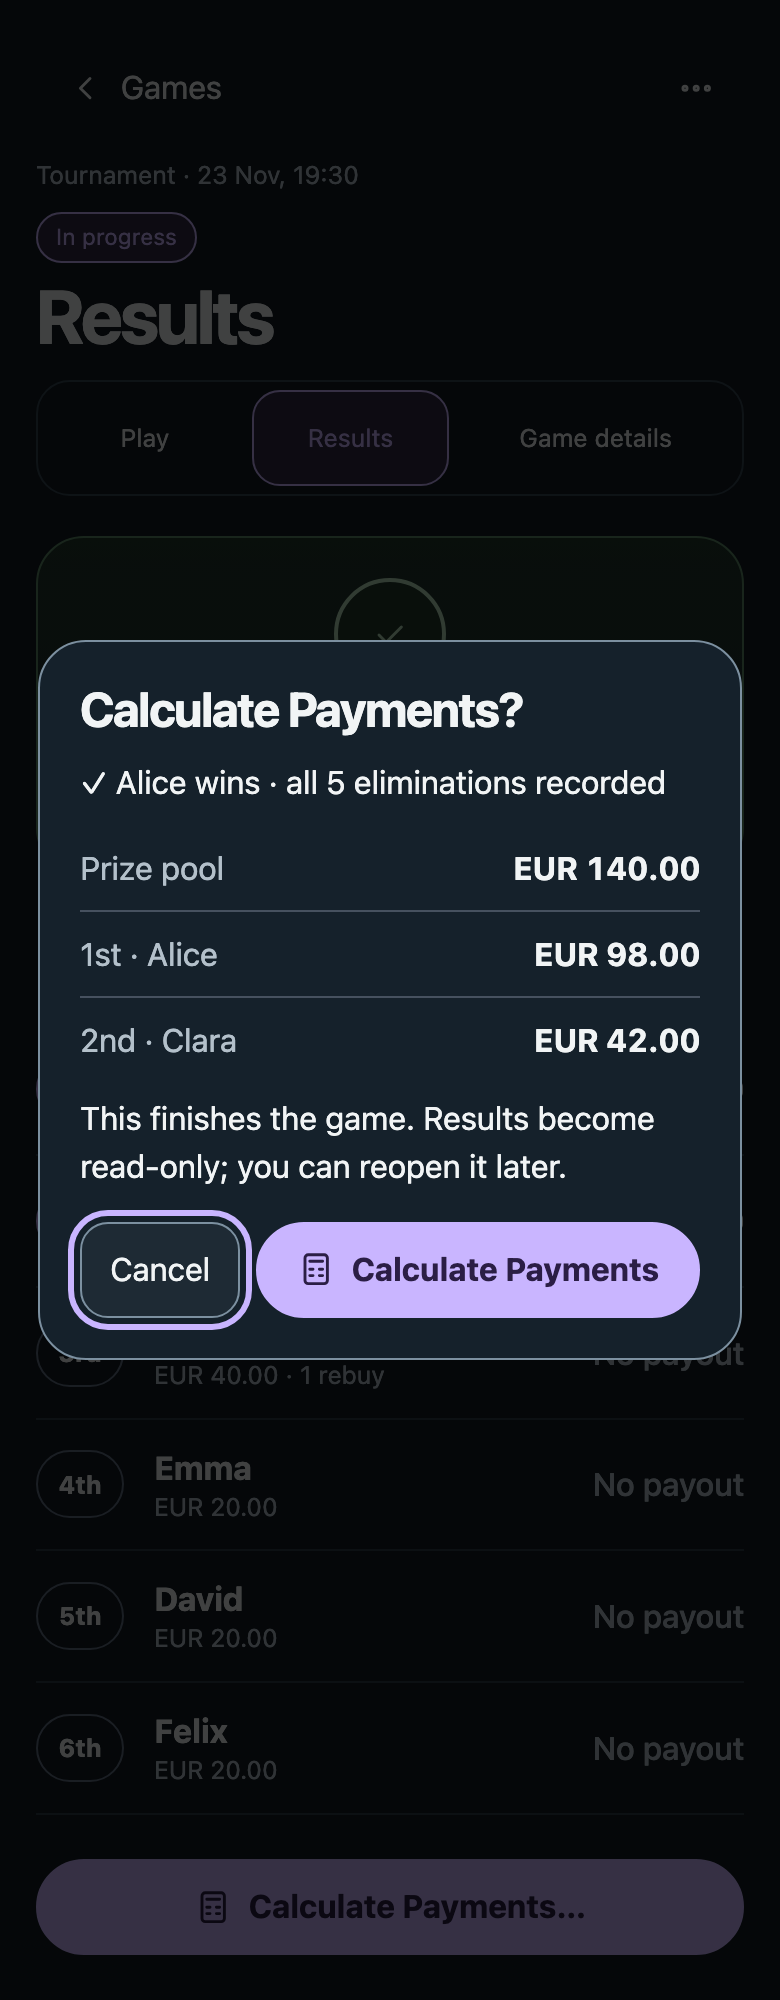 Games
Tournament · 23 Nov, 19:30
In progress
Results
Play
Results
Game details
Calculate Payments?
✓ Alice wins · all 5 eliminations recorded
Prize pool
EUR 140.00
1st · Alice
EUR 98.00
2nd · Clara
EUR 42.00
This finishes the game. Results become
read-only; you can reopen it later.
Cancel
Calculate Payments
No payout
EUR 40.00 · 1 rebuy
4th
Emma
EUR 20.00
No payout
5th
David
EUR 20.00
No payout
6th
Felix
EUR 20.00
No payout
Calculate Payments...